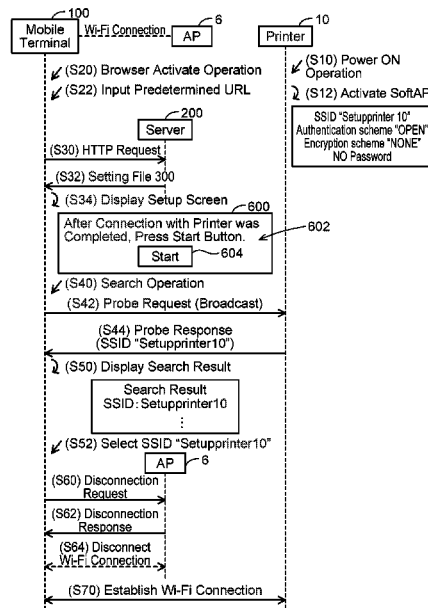 100
Mobile
Terminal
Wi-Fi Connection
6
AP
10
Printer
(S20) Browser Activate Operation
(S22) Input Predetermined URL
(S10) Power ON
Operation
(S12) Activate SoftAP
SSID "Setupprinter 10"
Authentication scheme "OPEN"
Encryption scheme "NONE"
NO Password
200
Server
(S30) HTTP Request
(S32) Setting File 300
(S34) Display Setup Screen
600
After Connection with Printer was
Completed, Press Start Button.
602
Start
604
(S40) Search Operation
(S42) Probe Request (Broadcast)
(S44) Probe Response
(SSID "Setupprinter10")
(S50) Display Search Result
Search Result
SSID:Setupprinter10
⋮
(S52) Select SSID "Setupprinter10"
AP
6
(S60) Disconnection
Request
(S62) Disconnection
Response
(S64) Disconnect
Wi-Fi Connection
(S70) Establish Wi-Fi Connection